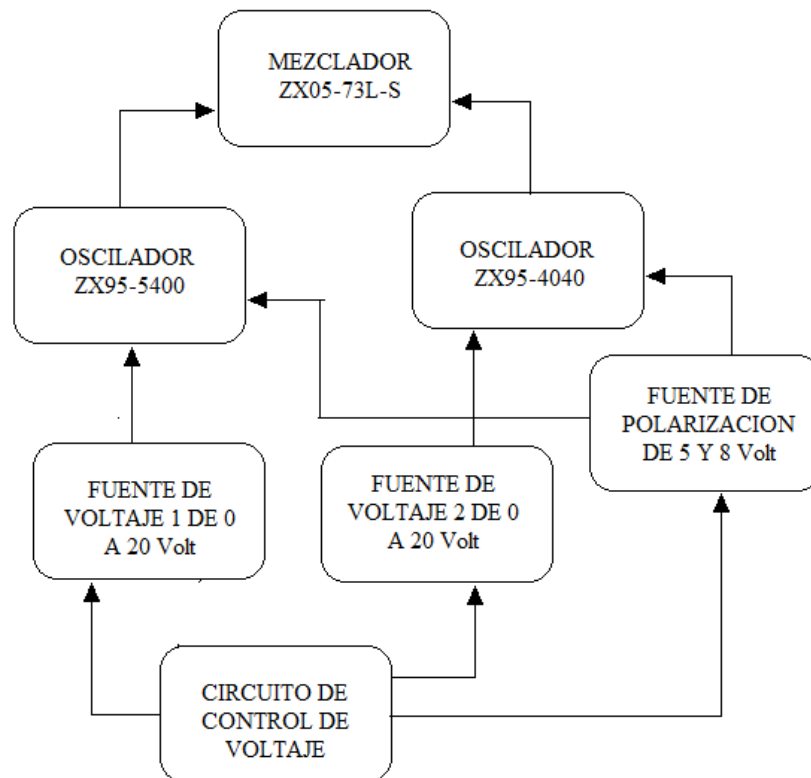 MEZCLADOR
ZX05-73L-S
OSCILADOR
ZX95-5400
OSCILADOR
ZX95-4040
FUENTE DE
POLARIZACION
DE 5 Y 8 Volt
FUENTE DE
VOLTAJE 1 DE 0
A 20 Volt
FUENTE DE
VOLTAJE 2 DE 0
A 20 Volt
CIRCUITO DE
CONTROL DE
VOLTAJE